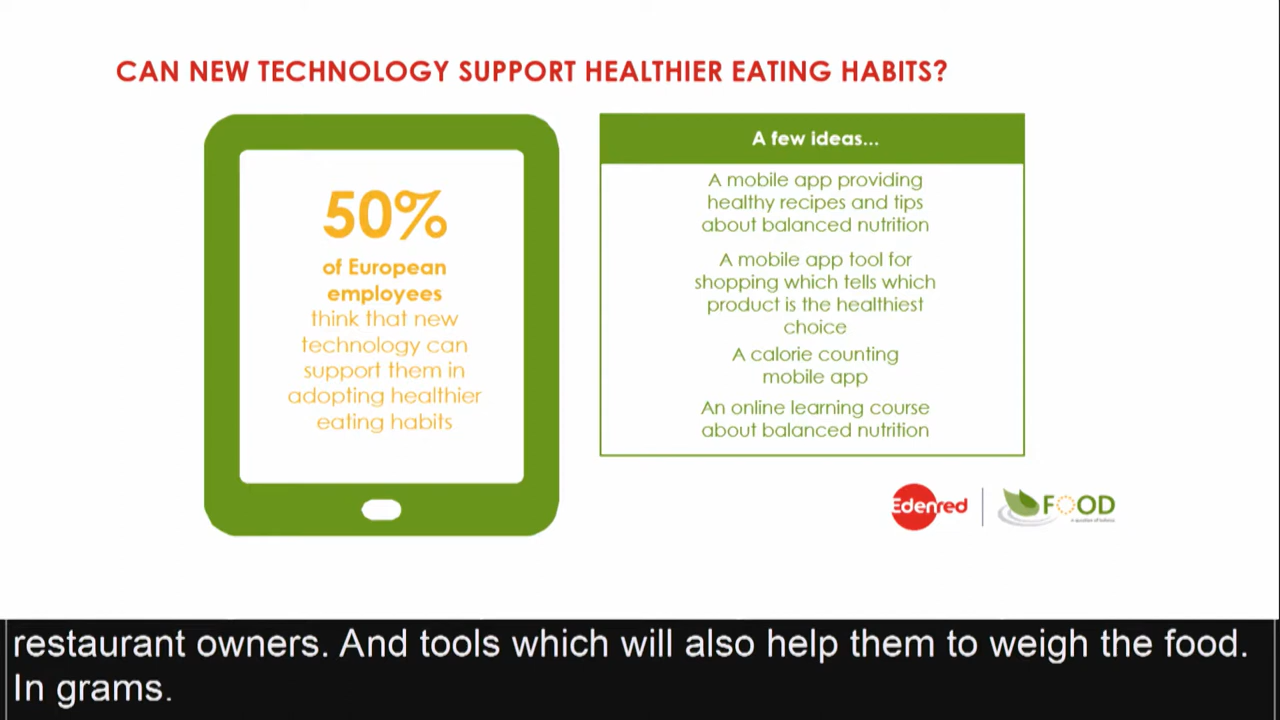 CAN NEW TECHNOLOGY SUPPORT HEALTHIER EATING HABITS?
50%
of European
employees
think that new
technology can
support them in
adopting healthier
eating habits
A few ideas...
A mobile app providing
healthy recipes and tips
about balanced nutrition
A mobile app tool for
shopping which tells which
product is the healthiest
choice
A calorie counting
mobile app
An online learning course
about balanced nutrition
Edenred
FOOD
restaurant owners. And tools which will also help them to weigh the food.
In grams.